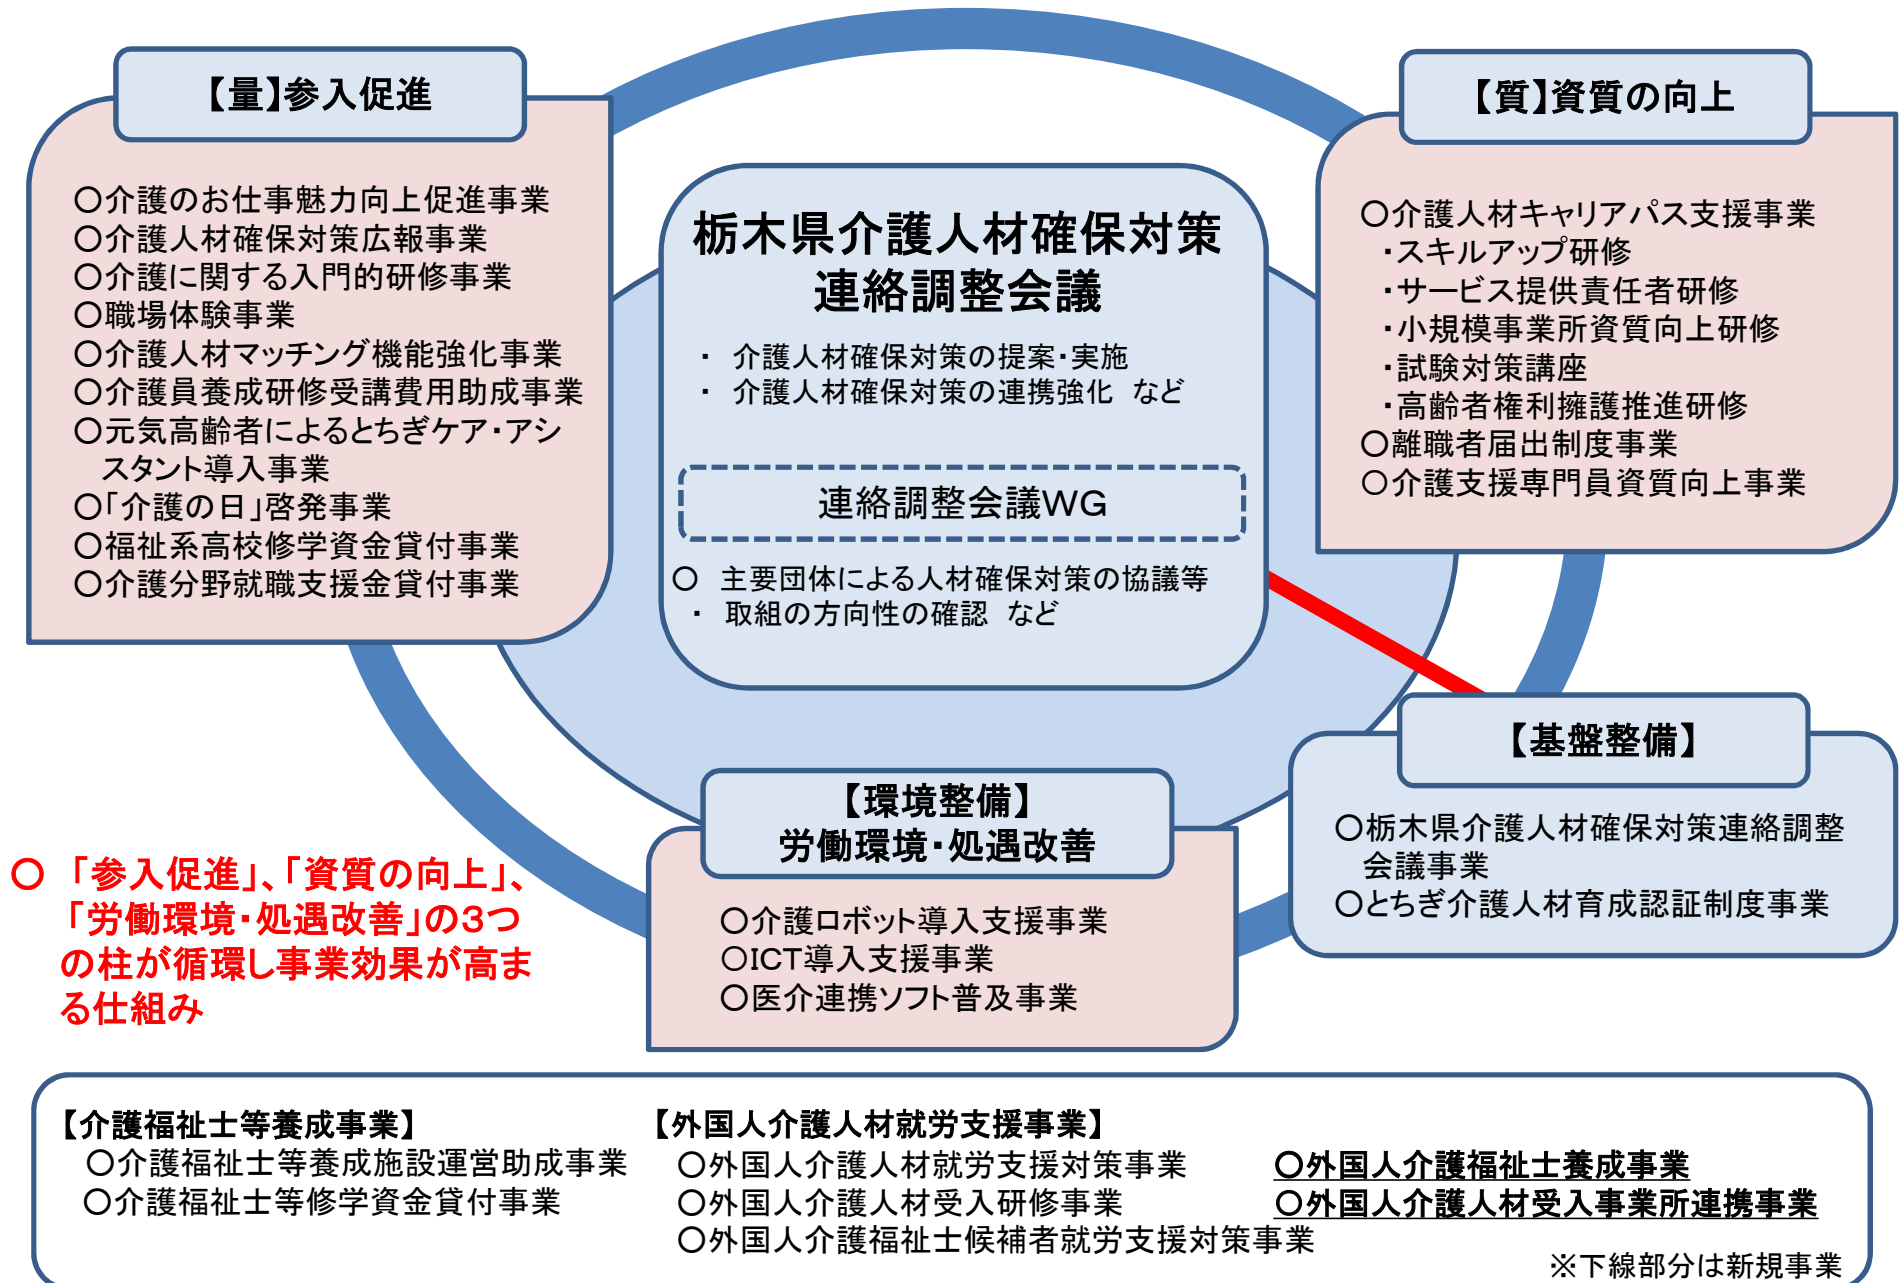 【量】参入促進
〇介護のお仕事魅力向上促進事業
〇介護人材確保対策広報事業
〇介護に関する入門的研修事業
〇職場体験事業
〇介護人材マッチング機能強化事業
〇介護員養成研修受講費用助成事業
〇元気高齢者によるとちぎケア・アシ
スタント導入事業
〇「介護の日」啓発事業
〇福祉系高校修学資金貸付事業
〇介護分野就職支援金貸付事業
栃木県介護人材確保対策
連絡調整会議
・ 介護人材確保対策の提案・実施
・ 介護人材確保対策の連携強化 など
連絡調整会議WG
〇 主要団体による人材確保対策の協議等
・ 取組の方向性の確認 など
【質】資質の向上
〇介護人材キャリアパス支援事業
・スキルアップ研修
・サービス提供責任者研修
・小規模事業所資質向上研修
・試験対策講座
・高齢者権利擁護推進研修
〇離職者届出制度事業
〇介護支援専門員資質向上事業
【基盤整備】
〇栃木県介護人材確保対策連絡調整
会議事業
〇とちぎ介護人材育成認証制度事業
【環境整備】
労働環境・処遇改善
〇介護ロボット導入支援事業
〇ICT導入支援事業
〇医介連携ソフト普及事業
〇 「参入促進」、「資質の向上」、
「労働環境・処遇改善」の3つ
の柱が循環し事業効果が高ま
る仕組み
【介護福祉士等養成事業】
〇介護福祉士等養成施設運営助成事業
〇介護福祉士等修学資金貸付事業
【外国人介護人材就労支援事業】
〇外国人介護人材就労支援対策事業
〇外国人介護人材受入研修事業
〇外国人介護福祉士候補者就労支援対策事業
〇外国人介護福祉士養成事業
〇外国人介護人材受入事業所連携事業
※下線部分は新規事業